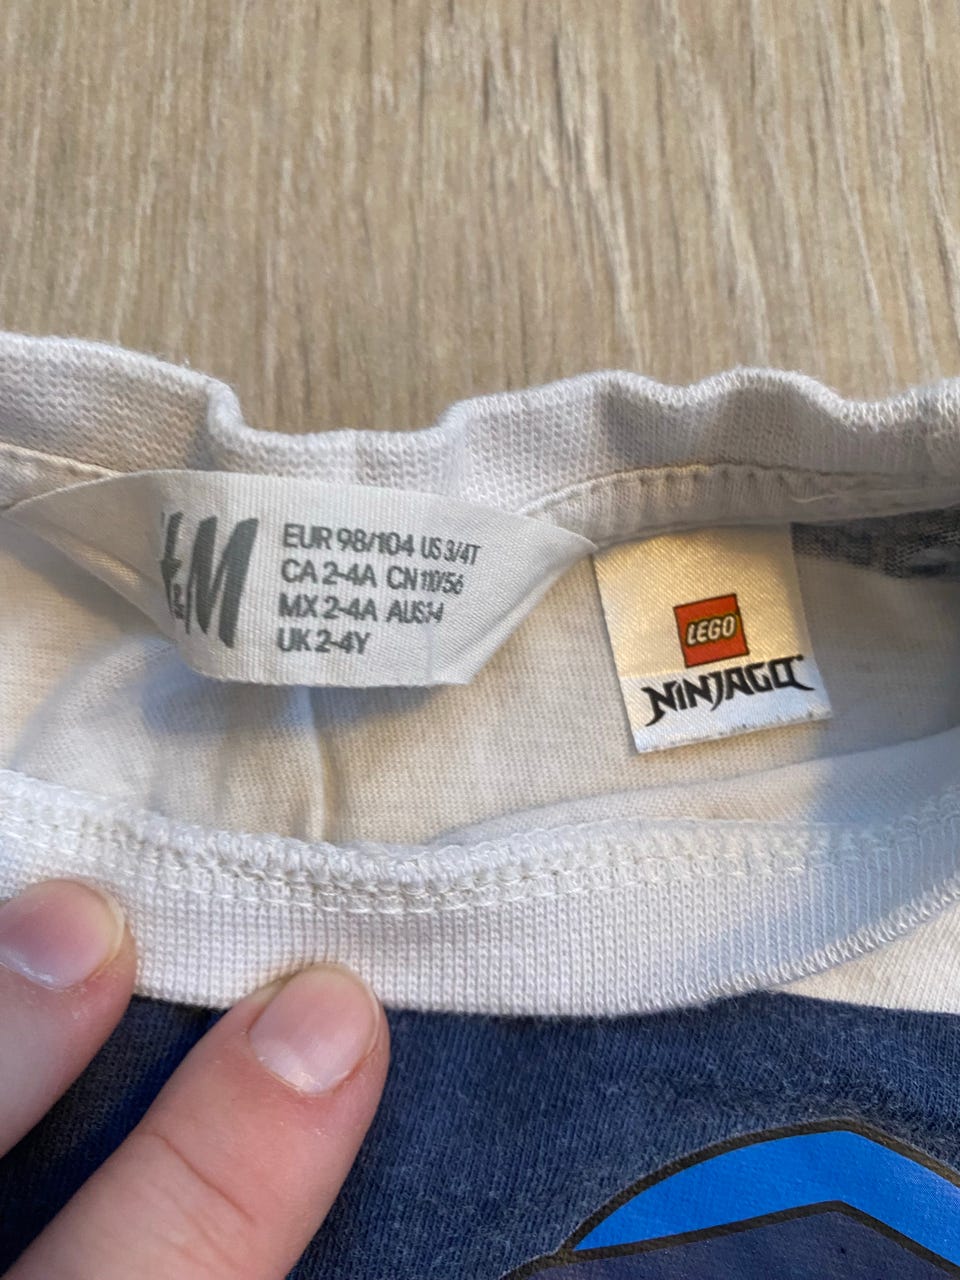 H&M
EUR 98/104 US 3/4T
CA 2-4A CN 110/56
MX 2-4A AUS
UK 2-4Y
LEGO
NINJAGO